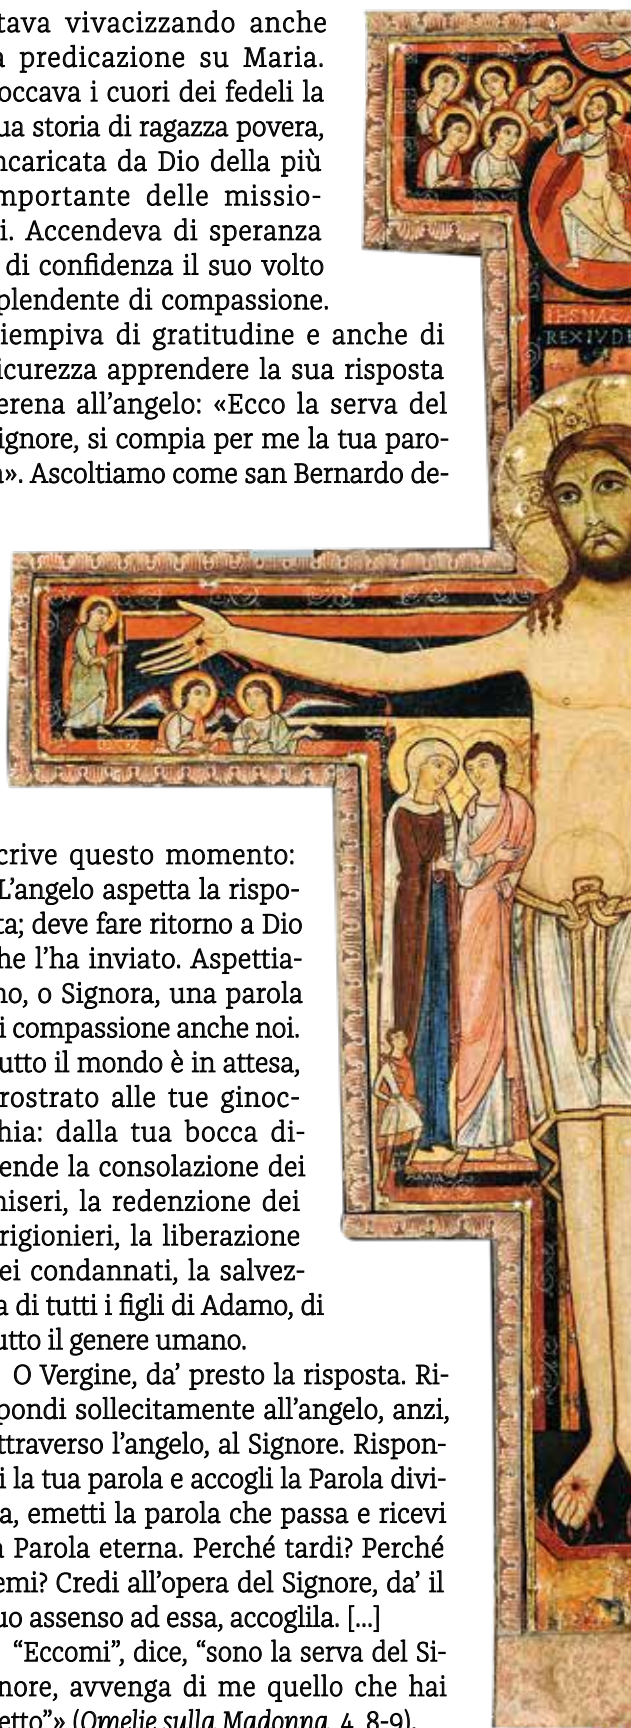 tava vivacizzando anche
a predicazione su Maria.
occava i cuori dei fedeli la
ua storia di ragazza povera,
ncaricata da Dio della più
mportante delle missio-
i. Accendeva di speranza
di confidenza il suo volto
plendente di compassione.
iempiva di gratitudine e anche di
icurezza apprendere la sua risposta
erena all'angelo: «Ecco la serva del
ignore, si compia per me la tua paro-
a». Ascoltiamo come san Bernardo de-
REX IVDE
crive questo momento:
L'angelo aspetta la rispo-
ta; deve fare ritorno a Dio
he l'ha inviato. Aspettia-
mo, o Signora, una parola
i compassione anche noi.
utto il mondo è in attesa,
rostrato alle tue ginoc-
hia: dalla tua bocca di-
ende la consolazione dei
miseri, la redenzione dei
rigionieri, la liberazione
ei condannati, la salvez-
a di tutti i figli di Adamo, di
utto il genere umano.
O Vergine, da' presto la risposta. Ri-
pondi sollecitamente all'angelo, anzi,
ttraverso l'angelo, al Signore. Rispon-
i la tua parola e accogli la Parola divi-
a, emetti la parola che passa e ricevi
a Parola eterna. Perché tardi? Perché
emi? Credi all'opera del Signore, da' il
uo assenso ad essa, accoglila. [...]
“Eccomi”, dice, “sono la serva del Si-
nore, avvenga di me quello che hai
etto”» (Omelie sulla Madonna, 4, 8-9).